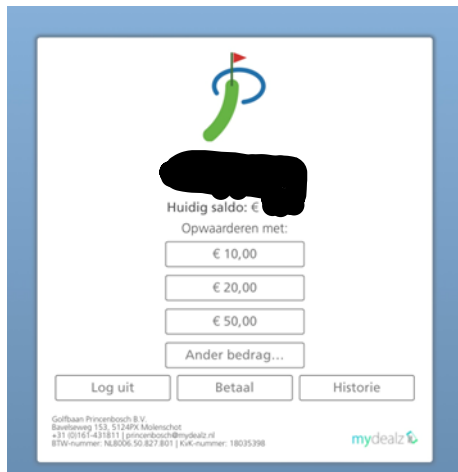 Huidig saldo: €
Opwaarderen met:
€ 10,00
€ 20,00
€ 50,00
Ander bedrag...
Log uit
Betaal
Historie
Golfbaan Princenbosch B.V.
Bavelseweg 153, 5124PX Molenschot
+31 (0)161-431811 | princenbosch@mydealz.nl
BTW-nummer: NL8006.50.827.B01 | KvK-nummer: 18035398
mydealz